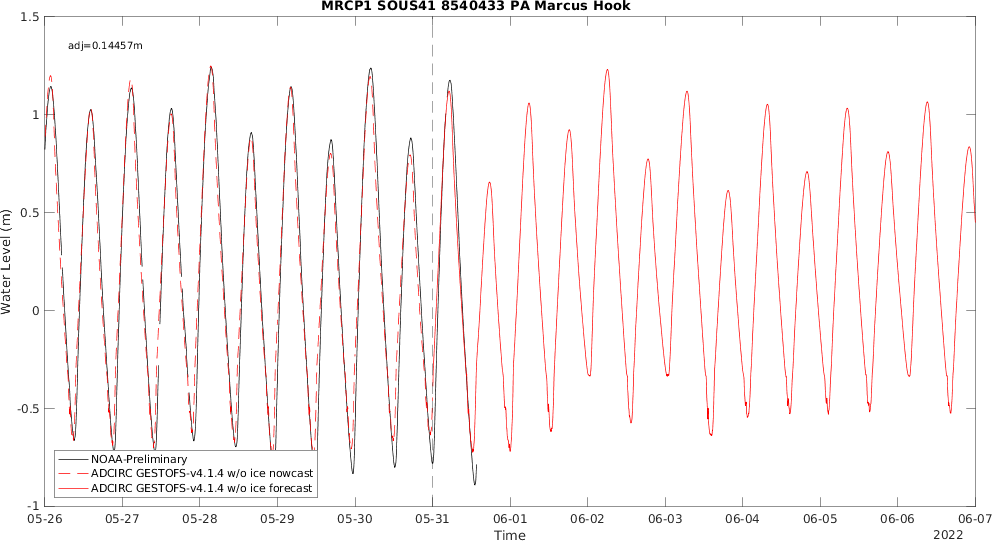 MRCP1 SOUS41 8540433 PA Marcus Hook
adj=0.14457m
Water Level (m)
1.5
1
0.5
0
-0.5
-1
NOAA-Preliminary
ADCIRC GESTOFS-v4.1.4 w/o ice nowcast
ADCIRC GESTOFS-v4.1.4 w/o ice forecast
05-26 05-27 05-28 05-29 05-30 05-31 06-01 06-02 06-03 06-04 06-05 06-06 06-07
Time
2022